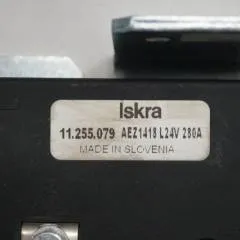 Iskra
11.255.079 AEZ1418 L24V 280A
MADE IN SLOVENIA